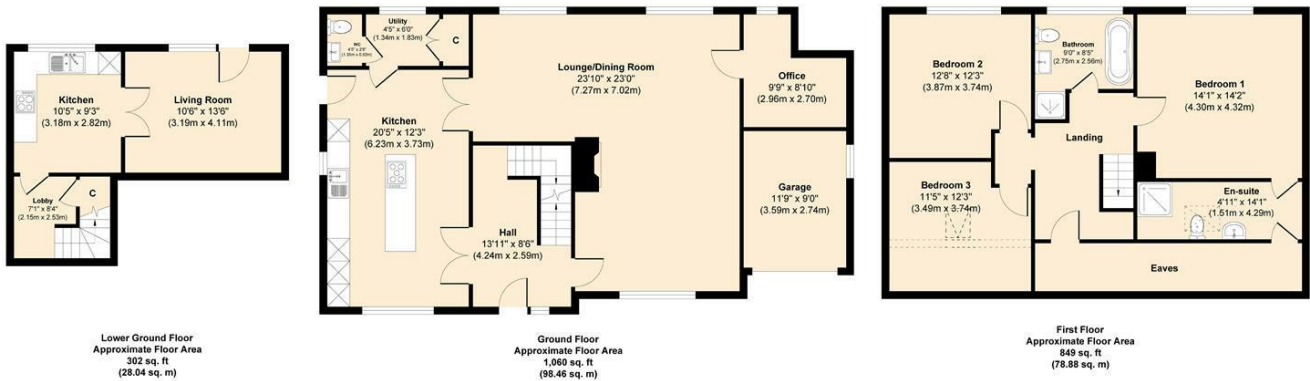 Kitchen
10'5" x 9'3"
(3.18m x 2.82m)
Living Room
10'6" x 13'6"
(3.19m x 4.11m)
Lobby
7'1" x 8'4"
(2.15m x 2.53m)
C
Lower Ground Floor
Approximate Floor Area
302 sq. ft
(28.04 sq. m)
WC
Utility
4'5" x 6'0"
(1.34m x 1.83m)
C
Kitchen
20'5" x 12'3"
(6.23m x 3.73m)
Lounge/Dining Room
23'10" x 23'0"
(7.27m x 7.02m)
Office
9'9" x 8'10"
(2.96m x 2.70m)
Garage
11'9" x 9'0"
(3.59m x 2.74m)
Hall
13'11" x 8'6"
(4.24m x 2.59m)
Ground Floor
Approximate Floor Area
1,060 sq. ft
(98.46 sq. m)
Bedroom 2
12'8" x 12'3"
(3.87m x 3.74m)
Bathroom
9'0" x 8'5"
(2.75m x 2.56m)
Bedroom 1
14'1" x 14'2"
(4.30m x 4.32m)
Landing
Bedroom 3
11'5" x 12'3"
(3.49m x 3.74m)
En-suite
4'11" x 14'1"
(1.51m x 4.29m)
Eaves
First Floor
Approximate Floor Area
849 sq. ft
(78.88 sq. m)